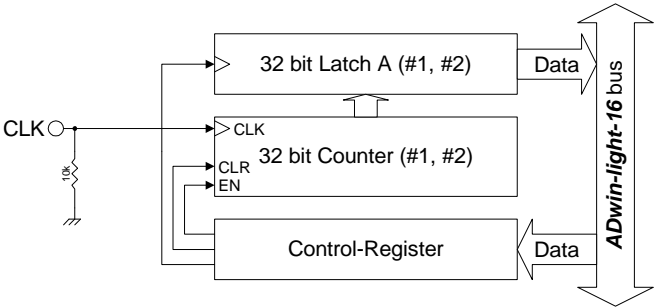 32 bit Latch A (#1, #2)
Data
CLK
CLK
32 bit Counter (#1, #2)
CLR
EN
10k
Control-Register
Data
ADwin-light-16 bus